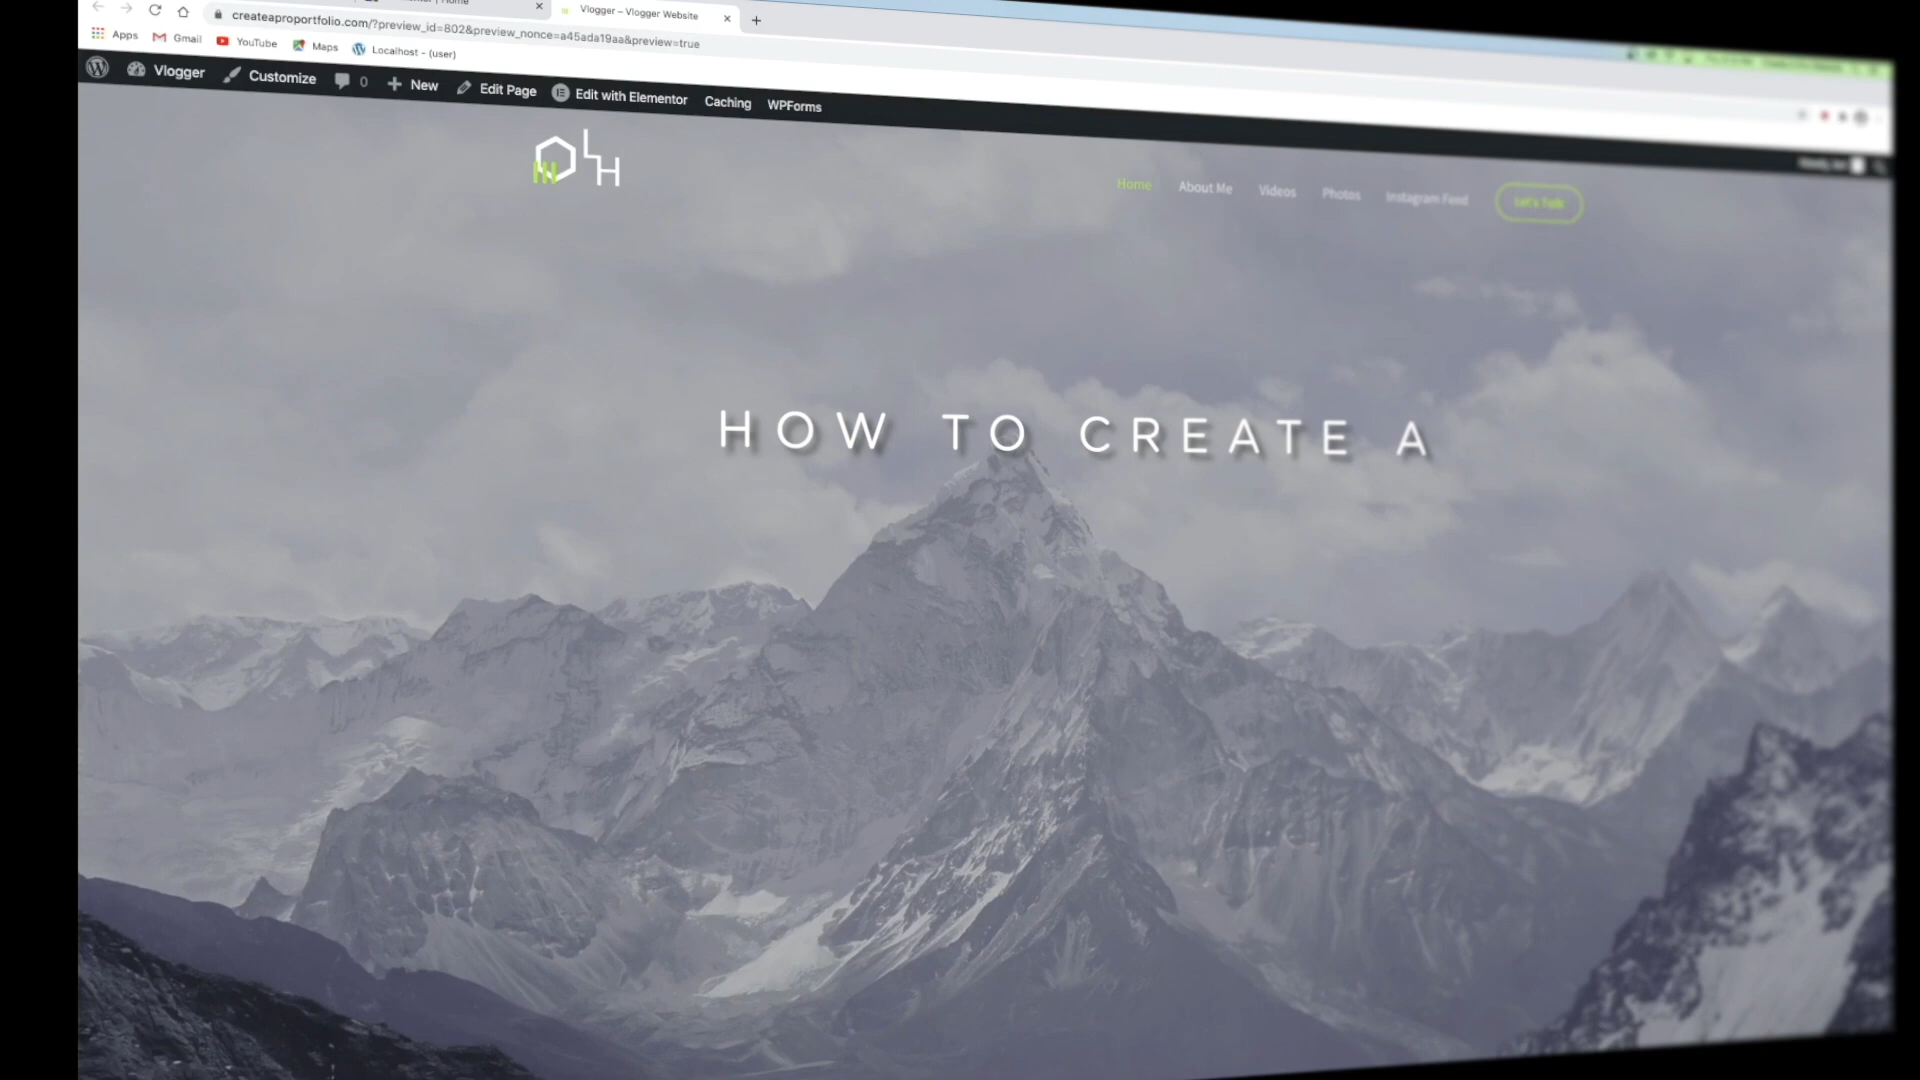 Home
Vlogger – Vlogger Website
createaproportfolio.com/?preview_id=802&preview_nonce=a45ada19aa&preview=true
Apps Gmail YouTube Maps Localhost - (user)
Vlogger Customize 0 New Edit Page Edit with Elementor Caching WPForms
LH
Home About Me Videos Photos Instagram Feed Let's Talk
HOW TO CREATE A